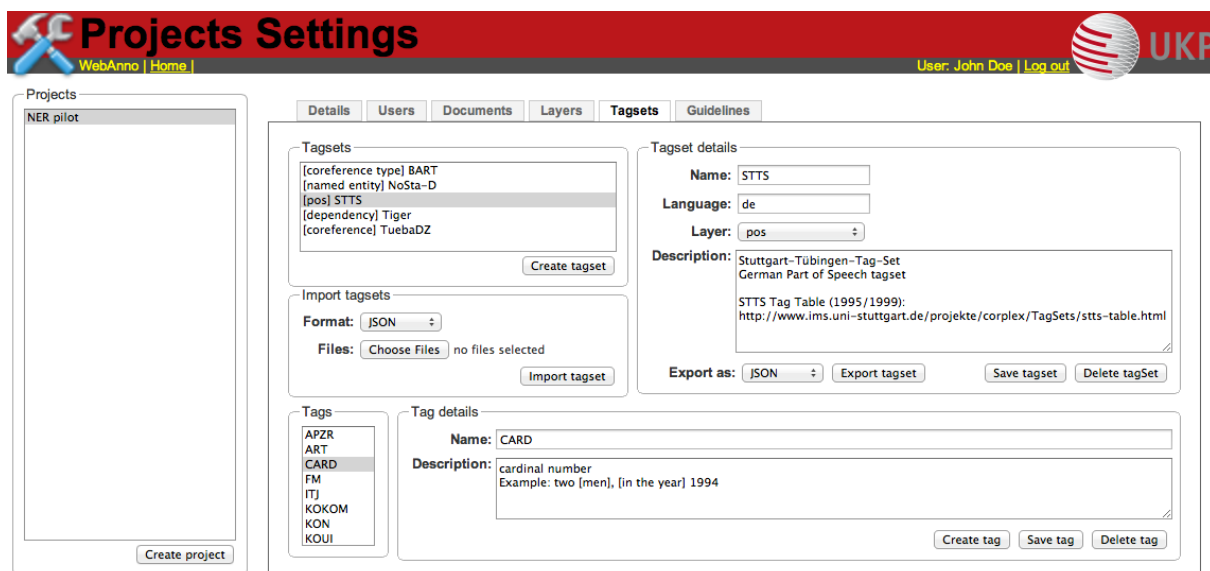 Projects Settings
WebAnno | Home |
User: John Doe | Log out
UKP
Projects
NER pilot
Create project
Details
Users
Documents
Layers
Tagsets
Guidelines
Tagsets
[coreference type] BART
[named entity] NoSta-D
[pos] STTS
[dependency] Tiger
[coreference] TuebaDZ
Create tagset
Import tagsets
Format: JSON
Files: Choose Files no files selected
Import tagset
Tagset details
Name: STTS
Language: de
Layer: pos
Description: Stuttgart-Tübingen-Tag-Set
German Part of Speech tagset
STTS Tag Table (1995/1999):
http://www.ims.uni-stuttgart.de/projekte/corplex/TagSets/stts-table.html
Export as: JSON Export tagset Save tagset Delete tagSet
Tags
APZR
ART
CARD
FM
ITJ
KOKOM
KON
KOUI
Tag details
Name: CARD
Description: cardinal number
Example: two [men], [in the year] 1994
Create tag Save tag Delete tag